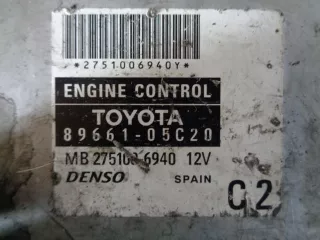 *2751006940Y*
ENGINE CONTROL
TOYOTA
89661-05C20
MB 275100-6940 12V
DENSO SPAIN C2